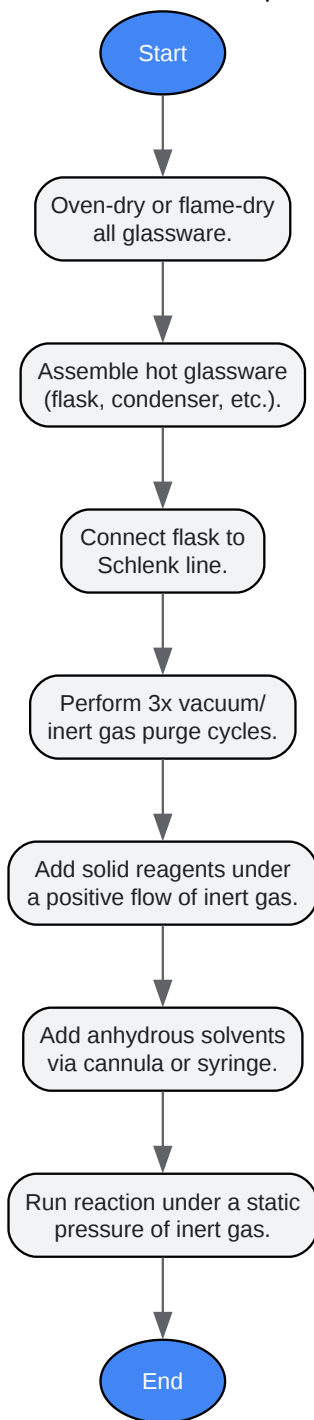 Start
Oven-dry or flame-dry
all glassware.
Assemble hot glassware
(flask, condenser, etc.).
Connect flask to
Schlenk line.
Perform 3x vacuum/
inert gas purge cycles.
Add solid reagents under
a positive flow of inert gas.
Add anhydrous solvents
via cannula or syringe.
Run reaction under a static
pressure of inert gas.
End